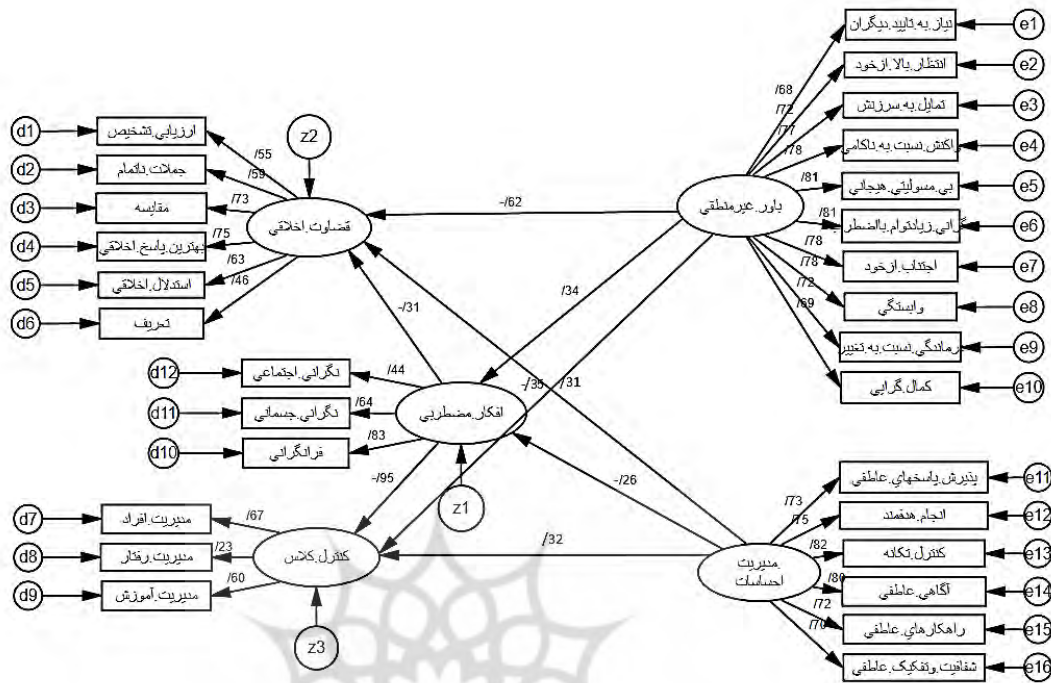 نیاز.به.تایید.دیگران
e1
انتظار.بالا.ازخود
e2
تمایل.به.سرزنش
e3
واکنش.نسبت.به.ناکامی
e4
بی.مسولیتی.هیجانی
e5
گرانی.زیادتوام.بااضطر
e6
اجتناب.ازخود
e7
وابستگی
e8
رماندگی.نسبت.به.تغییر
e9
کمال.گرایی
e10
/68
/72
/77
/78
/81
/81
/78
/78
/72
/69
باور.غیرمنطقی
d1
ارزیابی.تشخیص
d2
جملات.ناتمام
d3
مقایسه
d4
بهترین.پاسخ.اخلاقی
d5
استدلال.اخلاقی
d6
تعریف
/55
/59
/73
/75
/63
/46
z2
قضاوت.اخلاقی
-/62
/34
-/31
-/35
/31
d12
نگرانی.اجتماعی
d11
نگرانی.جسمانی
d10
فرانگرانی
/44
/64
/83
افکار.مضطربی
z1
-/26
-/95
d7
مدیریت.افراد
d8
مدیریت.رفتار
d9
مدیریت.آموزش
/67
/23
/60
کنترل.کلاس
z3
/32
مدیریت.
احساسات
/73
/75
/82
/80
/72
/70
پذیرش.پاسخهای.عاطفی
e11
انجام.هدفمند
e12
کنترل.تکانه
e13
آگاهی.عاطفی
e14
راهکارهای.عاطفی
e15
شفافیت.وتفکیک.عاطفی
e16